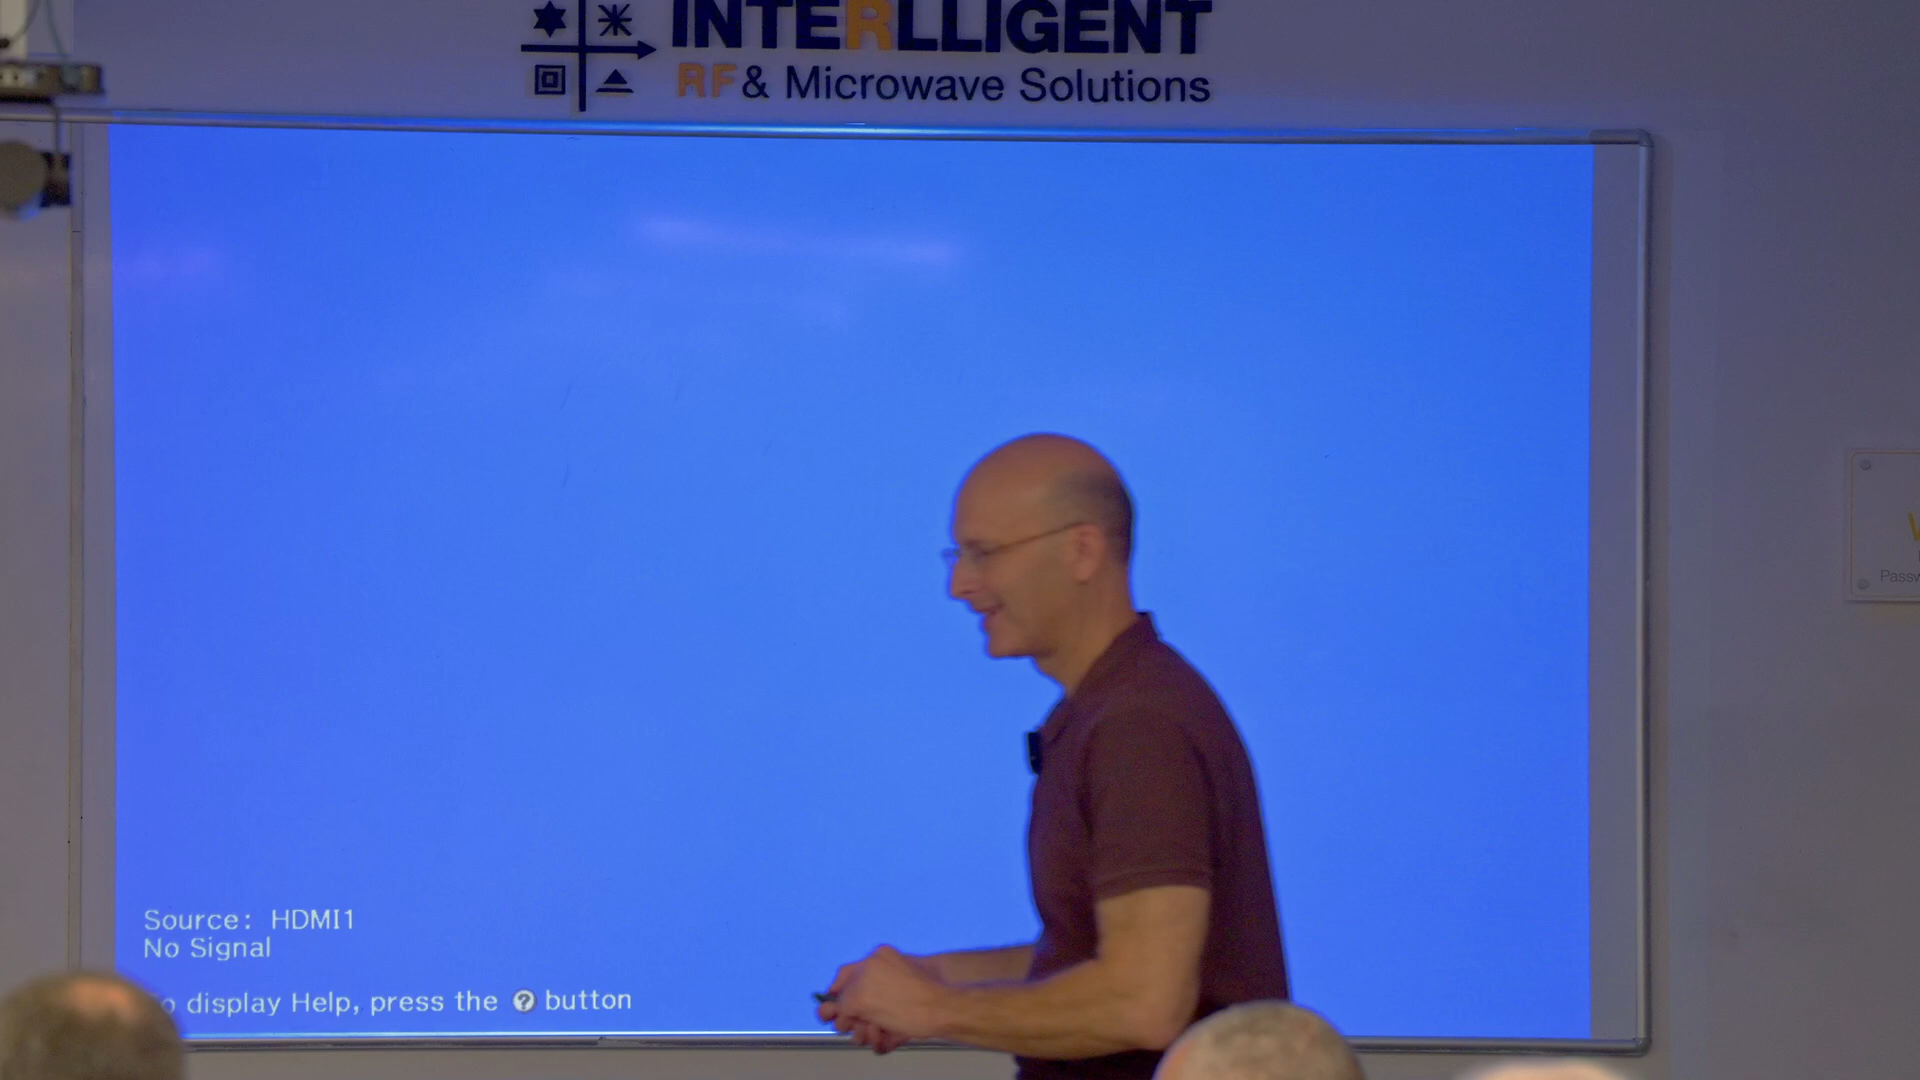 INTERLLIGENT
RF & Microwave Solutions
Source: HDMI1
No Signal
o display Help, press the ? button